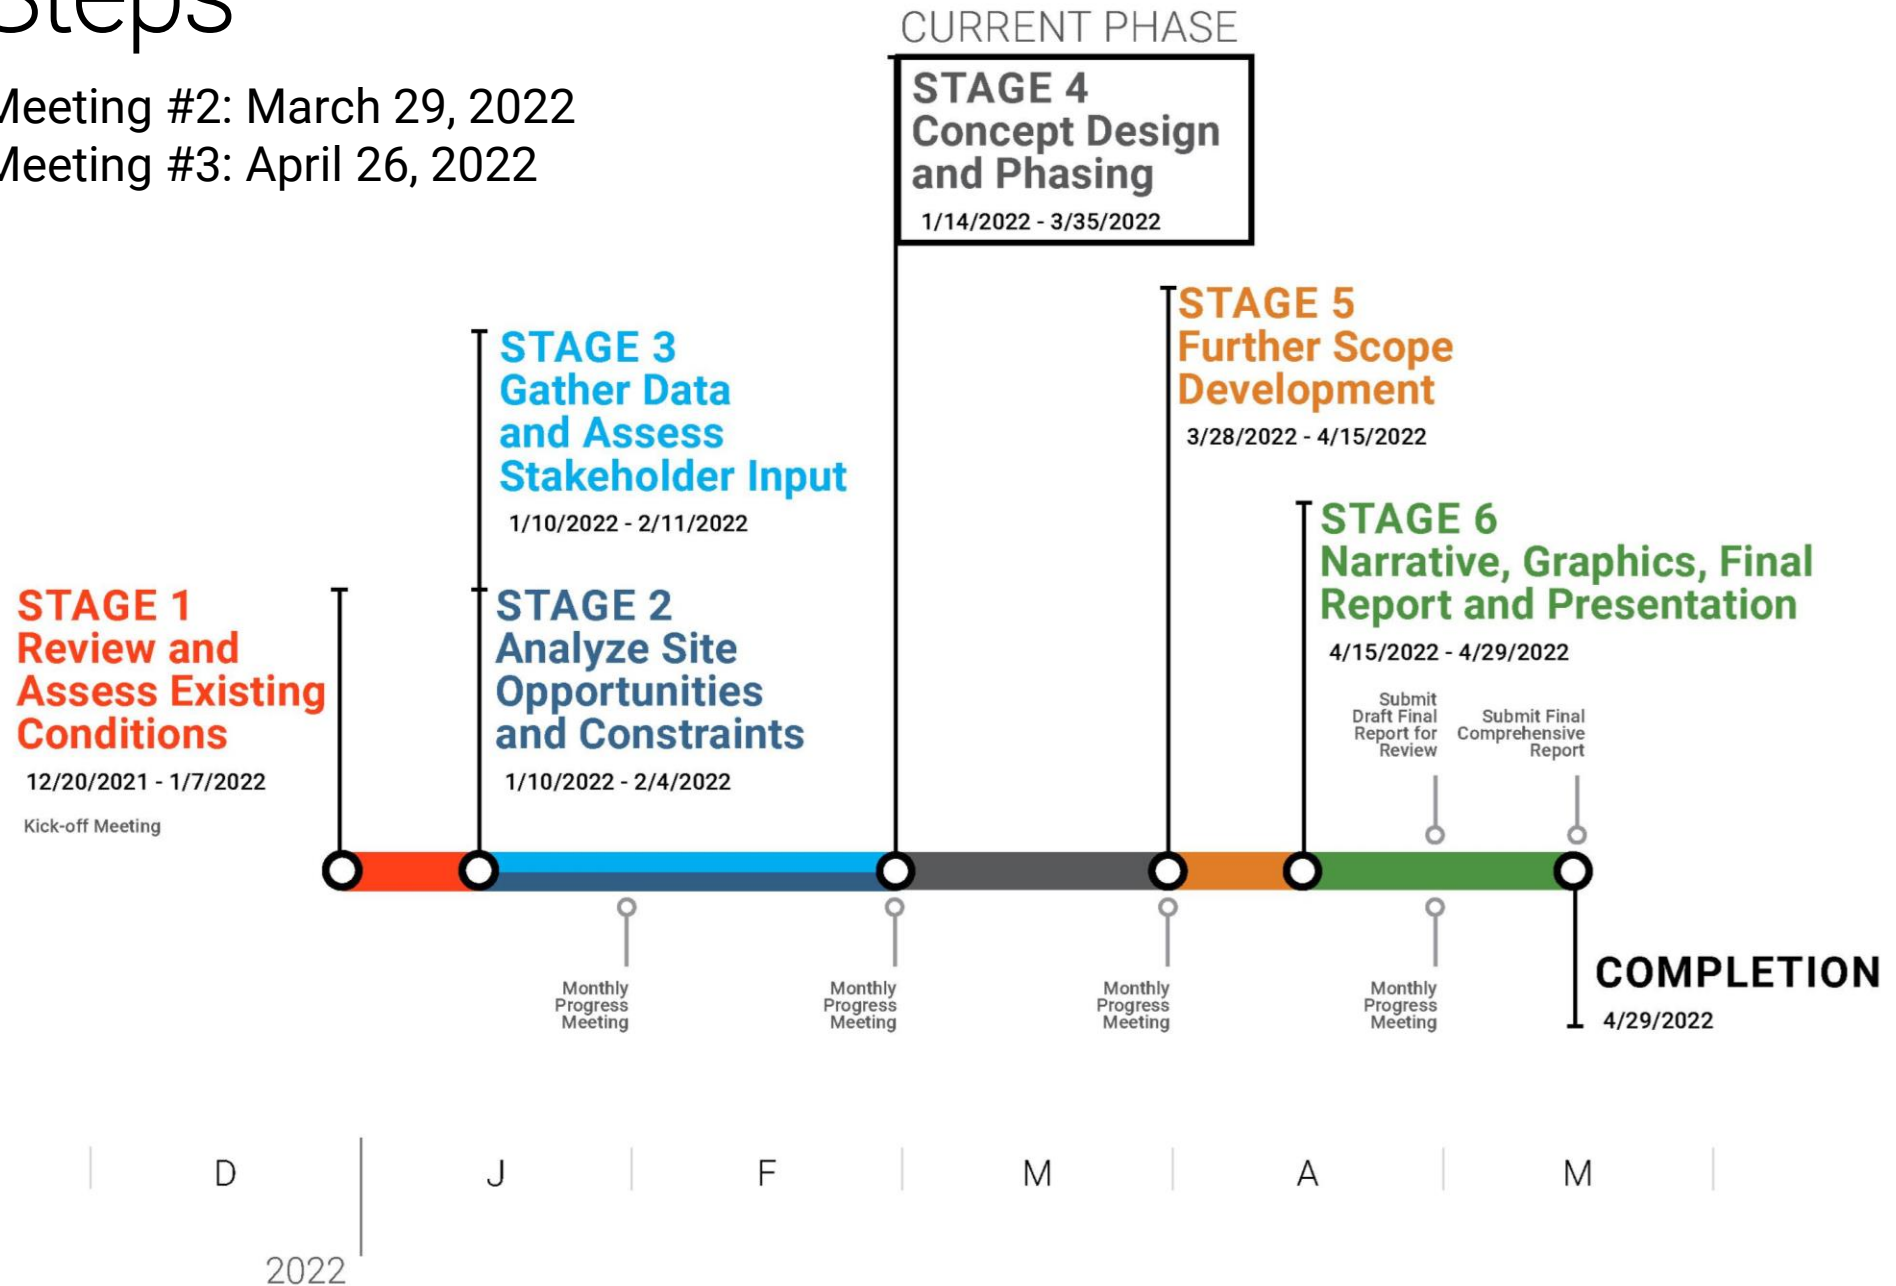 Steps
Meeting #2: March 29, 2022
Meeting #3: April 26, 2022
CURRENT PHASE
STAGE 4
Concept Design
and Phasing
1/14/2022 - 3/35/2022
STAGE 5
Further Scope
Development
3/28/2022 - 4/15/2022
STAGE 3
Gather Data
and Assess
Stakeholder Input
1/10/2022 - 2/11/2022
STAGE 6
Narrative, Graphics, Final
Report and Presentation
4/15/2022 - 4/29/2022
STAGE 1
Review and
Assess Existing
Conditions
12/20/2021 - 1/7/2022
Kick-off Meeting
STAGE 2
Analyze Site
Opportunities
and Constraints
1/10/2022 - 2/4/2022
Submit
Draft Final
Report for
Review
Submit Final
Comprehensive
Report
Monthly
Progress
Meeting
Monthly
Progress
Meeting
Monthly
Progress
Meeting
Monthly
Progress
Meeting
COMPLETION
4/29/2022
D
J
F
M
A
M
2022